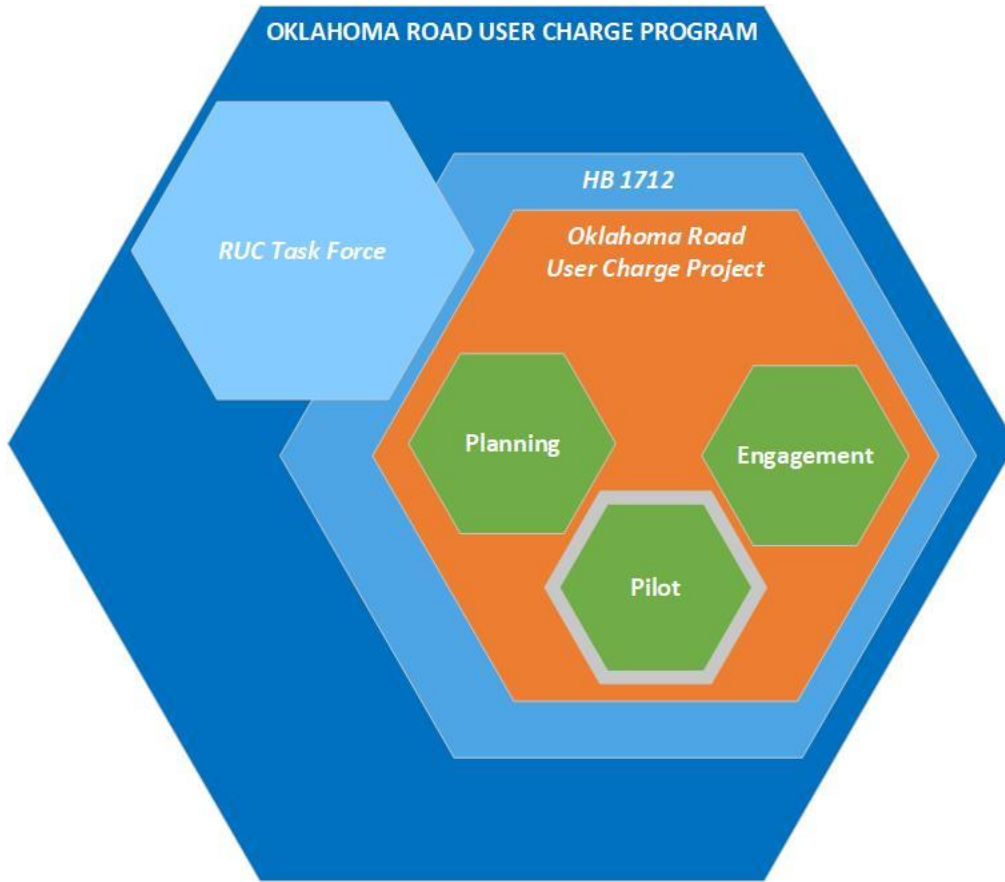 OKLAHOMA ROAD USER CHARGE PROGRAM
HB 1712
RUC Task Force
Oklahoma Road
User Charge Project
Planning
Engagement
Pilot